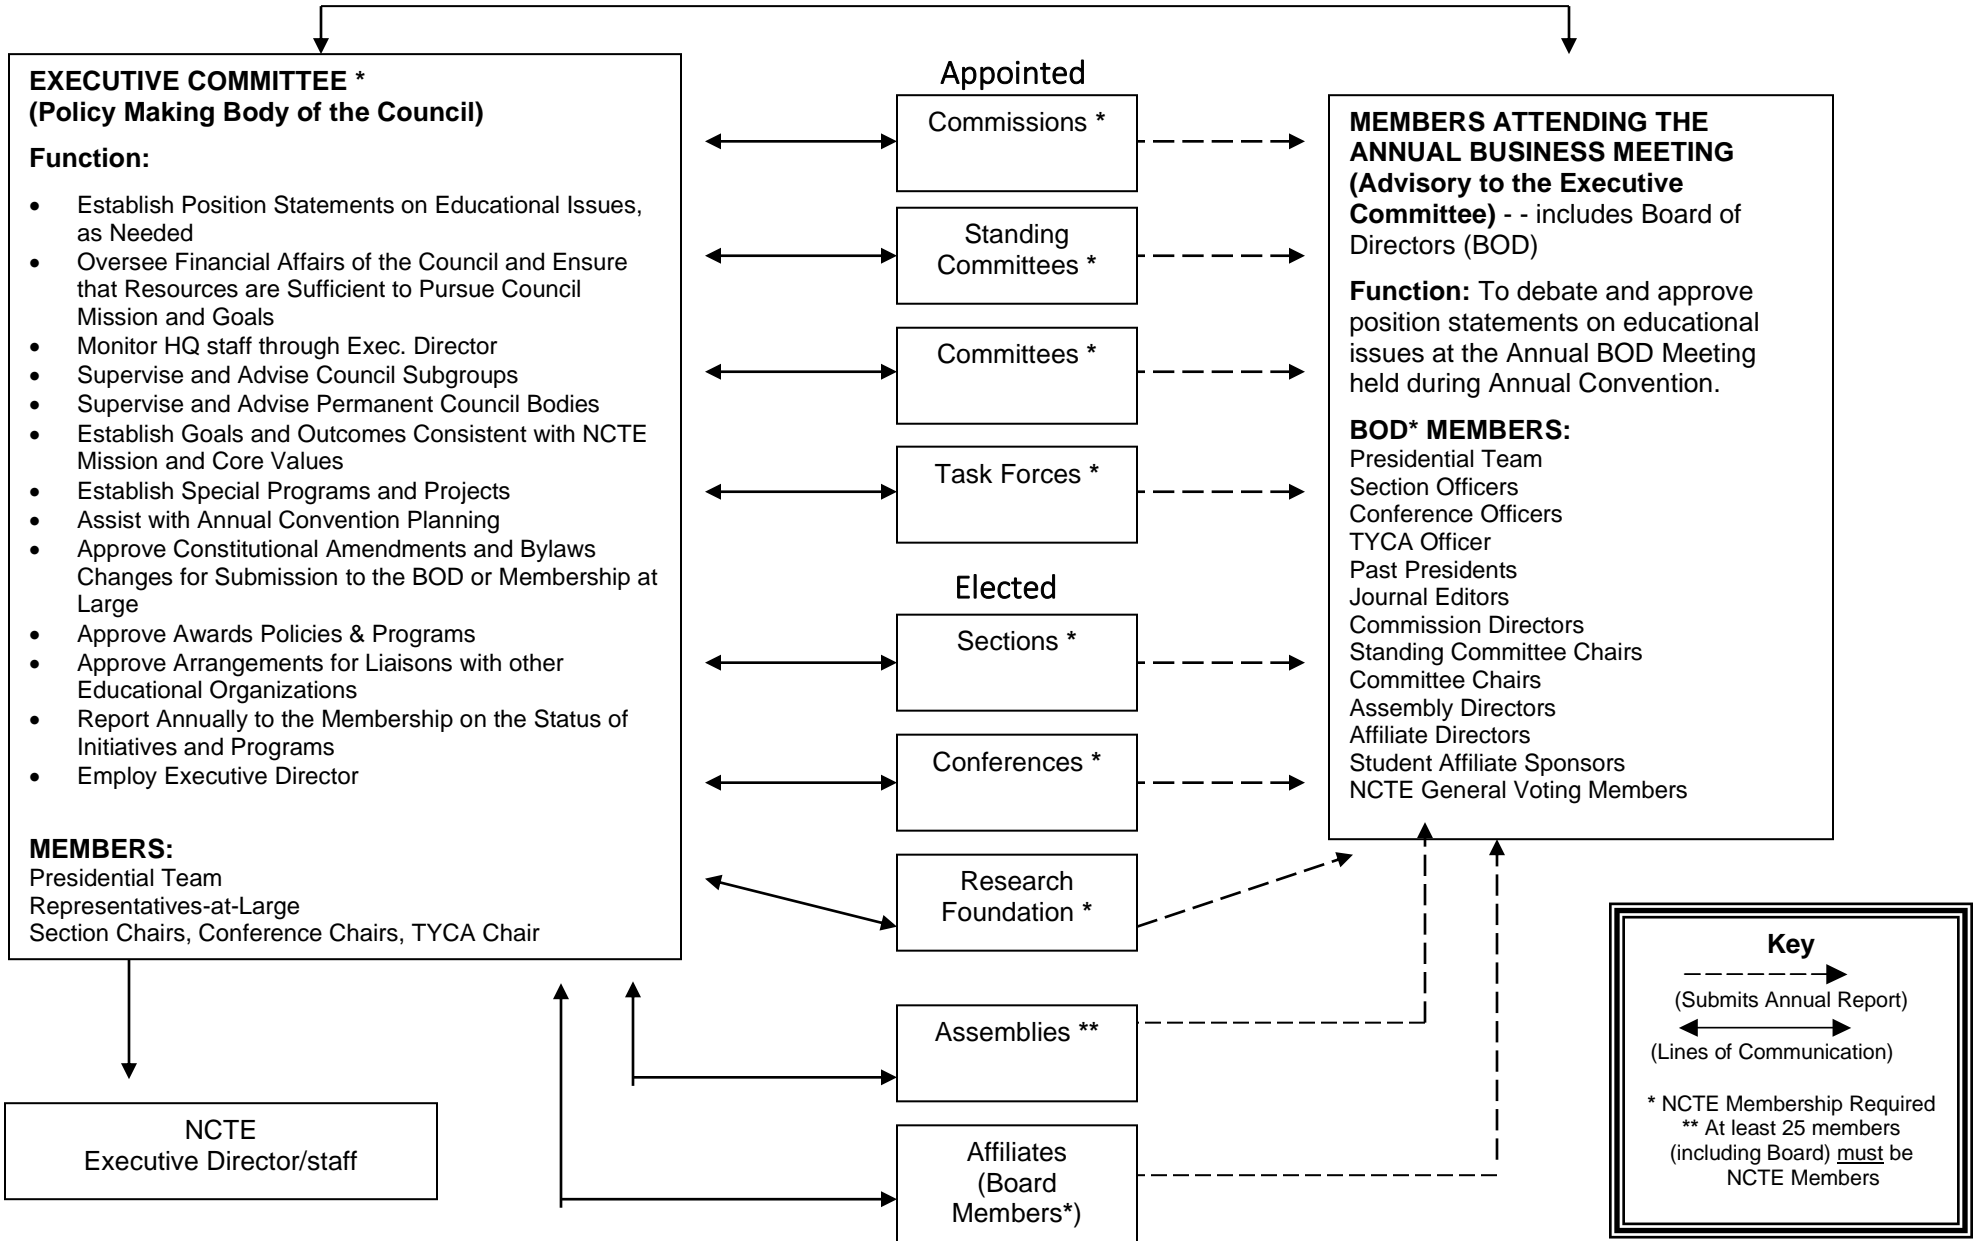 EXECUTIVE COMMITTEE *
(Policy Making Body of the Council)
Function:
• Establish Position Statements on Educational Issues,
as Needed
• Oversee Financial Affairs of the Council and Ensure
that Resources are Sufficient to Pursue Council
Mission and Goals
• Monitor HQ staff through Exec. Director
• Supervise and Advise Council Subgroups
• Supervise and Advise Permanent Council Bodies
• Establish Goals and Outcomes Consistent with NCTE
Mission and Core Values
• Establish Special Programs and Projects
• Assist with Annual Convention Planning
• Approve Constitutional Amendments and Bylaws
Changes for Submission to the BOD or Membership at
Large
• Approve Awards Policies & Programs
• Approve Arrangements for Liaisons with other
Educational Organizations
• Report Annually to the Membership on the Status of
Initiatives and Programs
• Employ Executive Director
MEMBERS:
Presidential Team
Representatives-at-Large
Section Chairs, Conference Chairs, TYCA Chair
NCTE
Executive Director/staff
Appointed
Commissions *
Standing
Committees *
Committees *
Task Forces *
Elected
Sections *
Conferences *
Research
Foundation *
Assemblies **
Affiliates
(Board
Members*)
MEMBERS ATTENDING THE
ANNUAL BUSINESS MEETING
(Advisory to the Executive
Committee) - - includes Board of
Directors (BOD)
Function: To debate and approve
position statements on educational
issues at the Annual BOD Meeting
held during Annual Convention.
BOD* MEMBERS:
Presidential Team
Section Officers
Conference Officers
TYCA Officer
Past Presidents
Journal Editors
Commission Directors
Standing Committee Chairs
Committee Chairs
Assembly Directors
Affiliate Directors
Student Affiliate Sponsors
NCTE General Voting Members
Key
(Submits Annual Report)
(Lines of Communication)
* NCTE Membership Required
** At least 25 members
(including Board) must be
NCTE Members